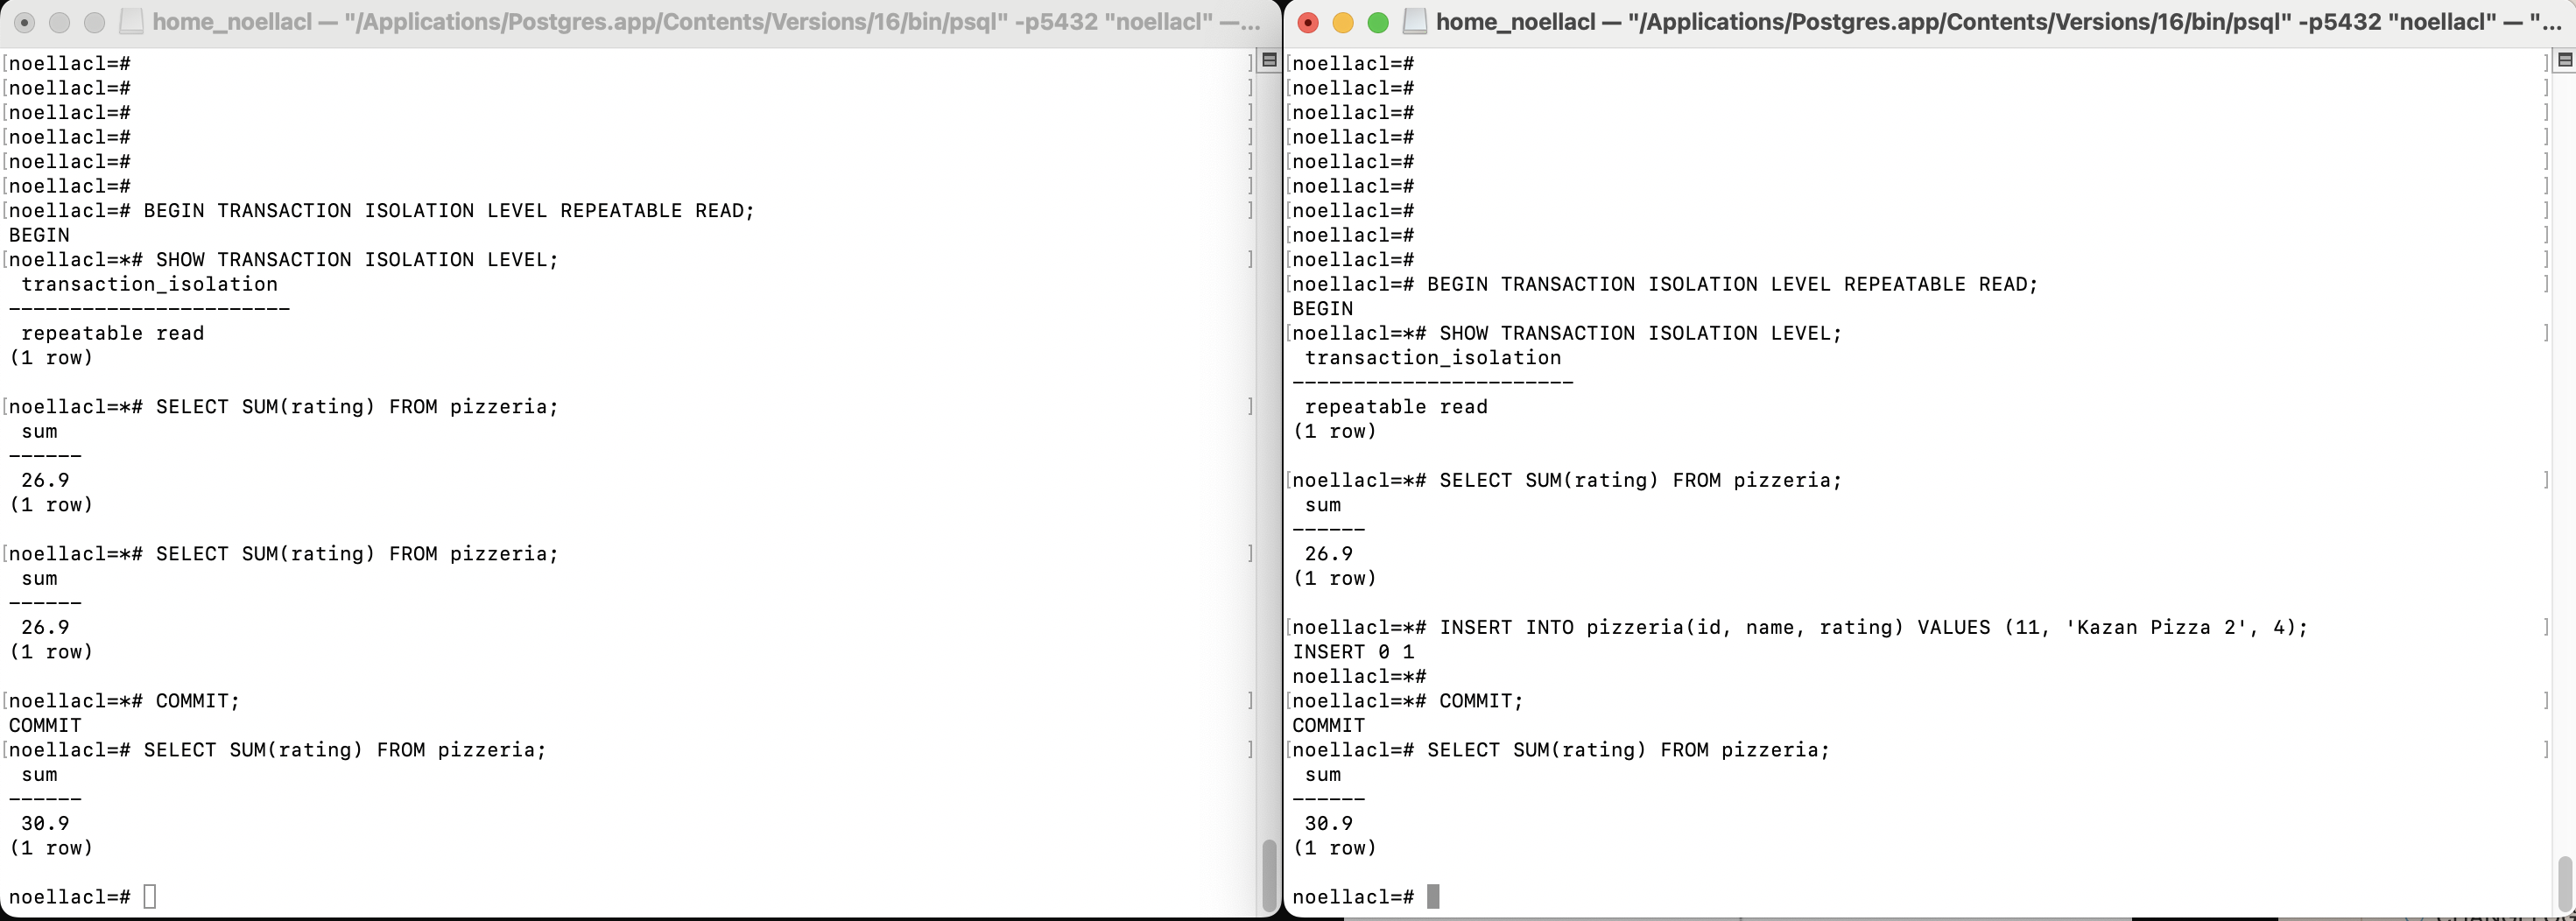 home_noellacl — "/Applications/Postgres.app/Contents/Versions/16/bin/psql" -p5432 "noellacl" —...
[noellacl=# ]
[noellacl=# ]
[noellacl=# ]
[noellacl=# ]
[noellacl=# ]
[noellacl=# ]
[noellacl=# BEGIN TRANSACTION ISOLATION LEVEL REPEATABLE READ; ]
BEGIN
[noellacl=*# SHOW TRANSACTION ISOLATION LEVEL; ]
transaction_isolation
-----------------------
repeatable read
(1 row)
[noellacl=*# SELECT SUM(rating) FROM pizzeria; ]
sum
------
26.9
(1 row)
[noellacl=*# SELECT SUM(rating) FROM pizzeria; ]
sum
------
26.9
(1 row)
[noellacl=*# COMMIT; ]
COMMIT
[noellacl=# SELECT SUM(rating) FROM pizzeria; ]
sum
------
30.9
(1 row)
noellacl=#
home_noellacl — "/Applications/Postgres.app/Contents/Versions/16/bin/psql" -p5432 "noellacl" — "...
[noellacl=# ]
[noellacl=# ]
[noellacl=# ]
[noellacl=# ]
[noellacl=# ]
[noellacl=# ]
[noellacl=# ]
[noellacl=# ]
[noellacl=# ]
[noellacl=# BEGIN TRANSACTION ISOLATION LEVEL REPEATABLE READ; ]
BEGIN
[noellacl=*# SHOW TRANSACTION ISOLATION LEVEL; ]
transaction_isolation
-----------------------
repeatable read
(1 row)
[noellacl=*# SELECT SUM(rating) FROM pizzeria; ]
sum
------
26.9
(1 row)
[noellacl=*# INSERT INTO pizzeria(id, name, rating) VALUES (11, 'Kazan Pizza 2', 4); ]
INSERT 0 1
noellacl=*#
[noellacl=*# COMMIT; ]
COMMIT
[noellacl=# SELECT SUM(rating) FROM pizzeria; ]
sum
------
30.9
(1 row)
noellacl=#